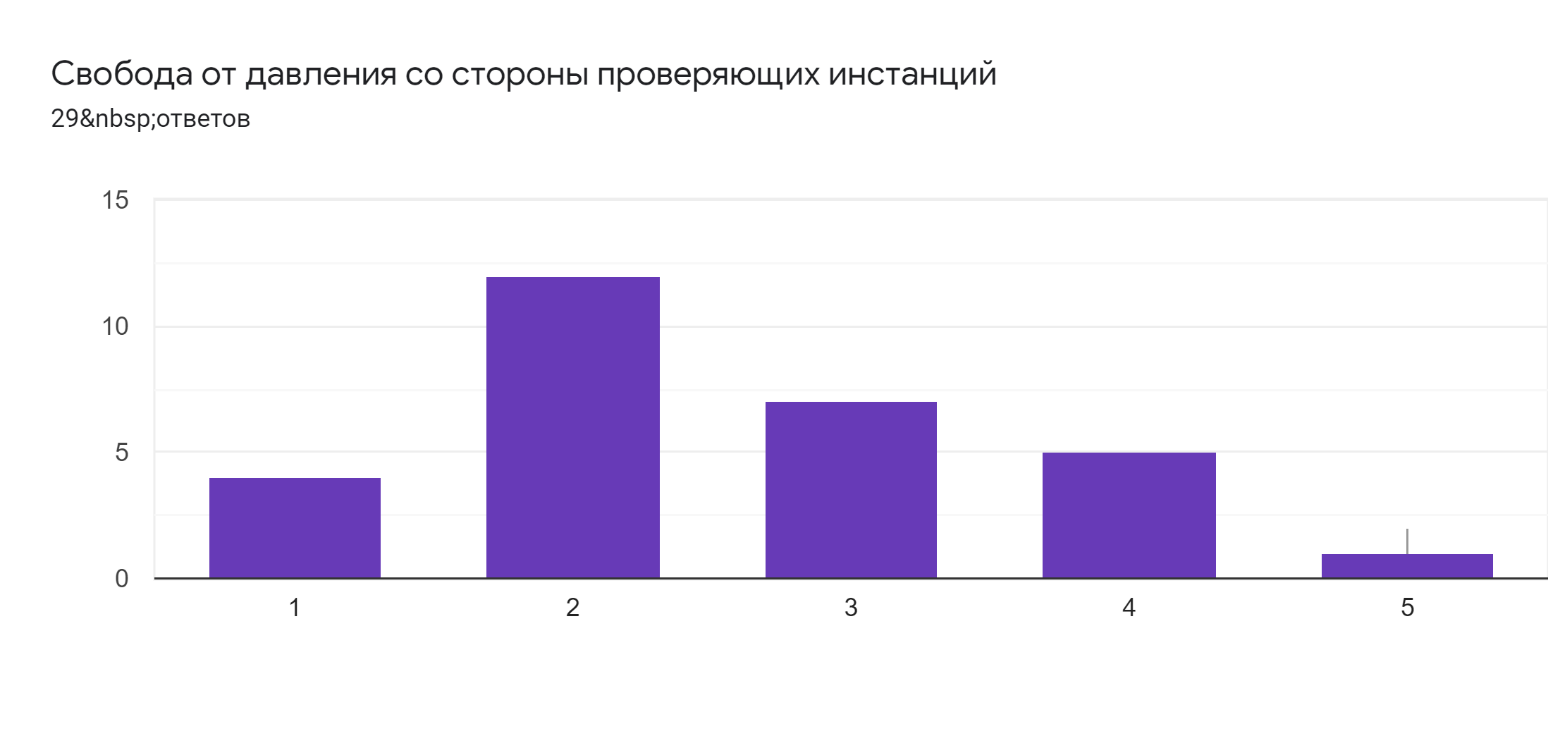 Свобода от давления со стороны проверяющих инстанций
29&nbsp;ответов
15
10
5
0
1 2 3 4 5